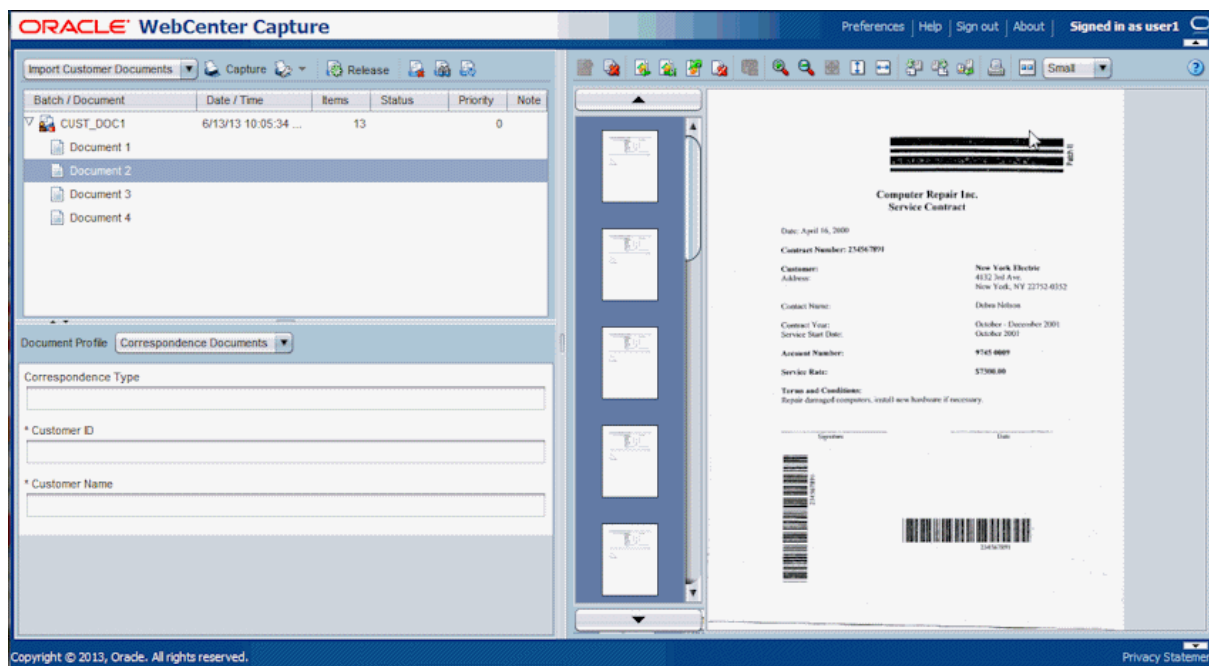 ORACLE WebCenter Capture
Preferences | Help | Sign out | About | Signed in as user1
Import Customer Documents Capture Release
Small
Batch / Document Date / Time Items Status Priority Note
CUST_DOC1 6/13/13 10:05:34 ... 13 0
Document 1
Document 2
Document 3
Document 4
Document Profile Correspondence Documents
Correspondence Type
* Customer ID
* Customer Name
Patch II
Computer Repair Inc.
Service Contract
Date: April 16, 2000
Contract Number: 234567891
Customer: New York Electric
Address: 4132 3rd Ave.
New York, NY 22752-0352
Contact Name: Debra Nelson
Contract Year: October - December 2001
Service Start Date: October 2001
Account Number: 9745 0009
Service Rate: $7500.00
Terms and Conditions:
Repair damaged computers, install new hardware if necessary.
Signature Date
234567891
234567891
Copyright © 2013, Oracle. All rights reserved.
Privacy Stateme